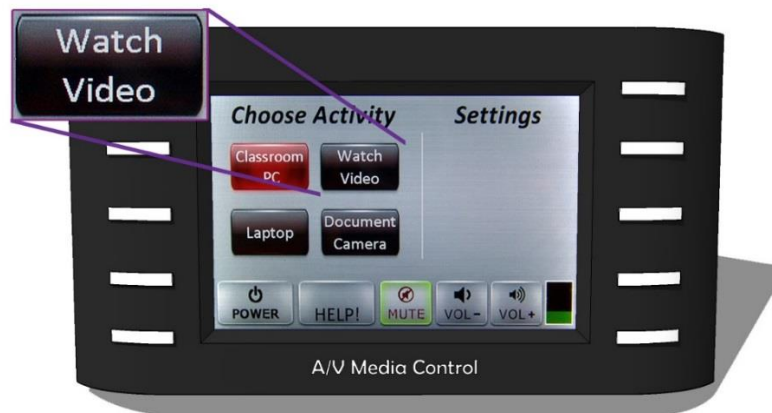 Watch
Video
Choose Activity Settings
Classroom
PC
Watch
Video
Laptop
Document
Camera
POWER
HELP!
MUTE
VOL-
VOL+
A/V Media Control